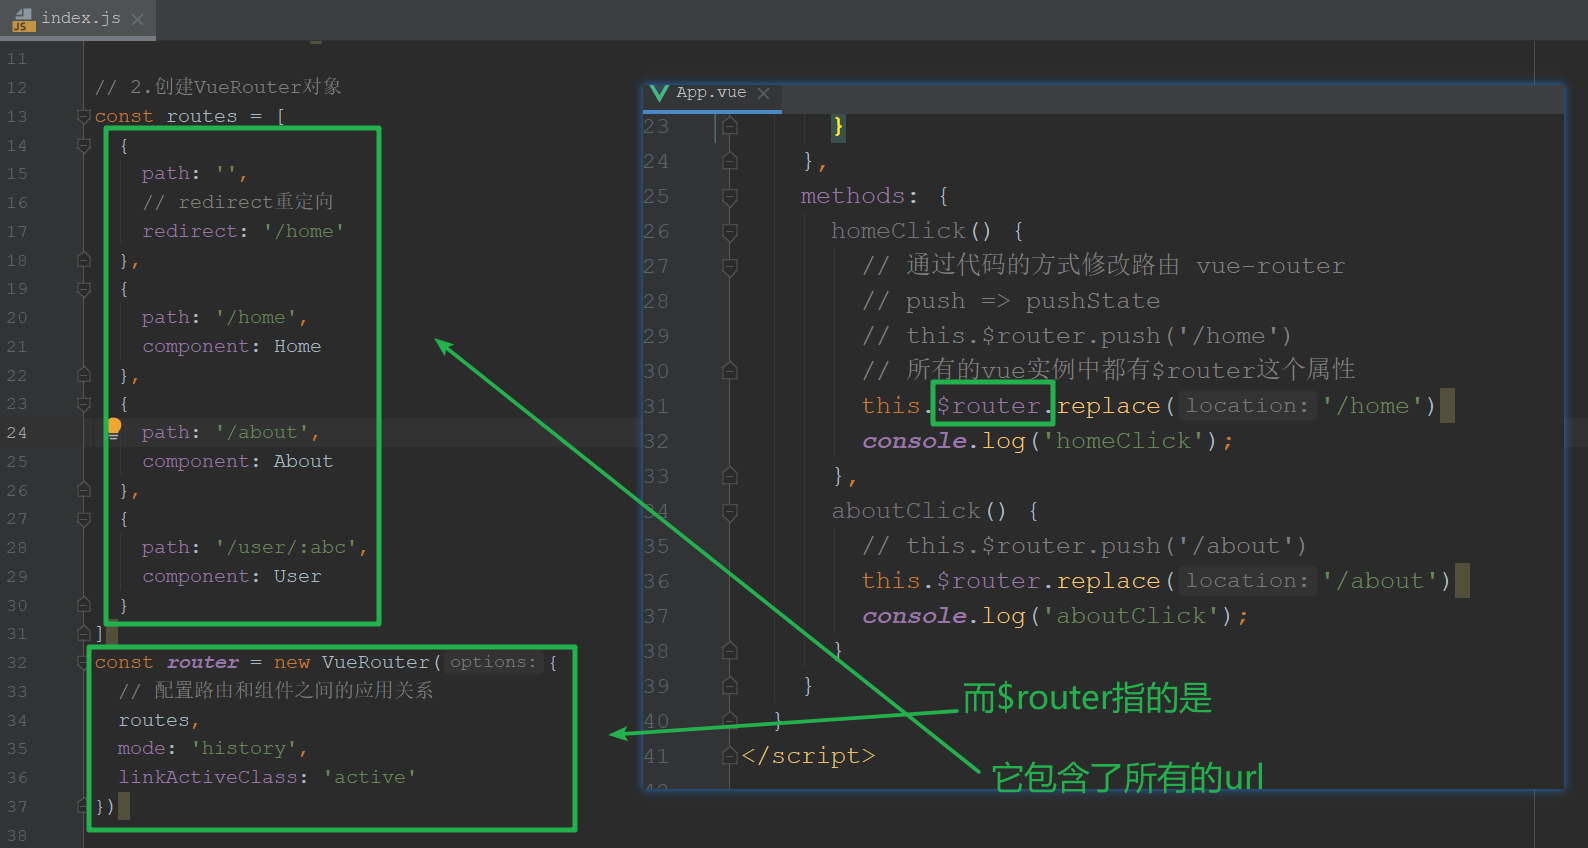 index.js
11
12 // 2.创建VueRouter对象
13 const routes = [
14 {
15 path: '',
16 // redirect重定向
17 redirect: '/home'
18 },
19 {
20 path: '/home',
21 component: Home
22 },
23 {
24 path: '/about',
25 component: About
26 },
27 {
28 path: '/user/:abc',
29 component: User
30 }
31 ]
32 const router = new VueRouter( options: {
33 // 配置路由和组件之间的应用关系
34 routes,
35 mode: 'history',
36 linkActiveClass: 'active'
37 })
38
App.vue
23 }
24 },
25 methods: {
26 homeClick() {
27 // 通过代码的方式修改路由 vue-router
28 // push => pushState
29 // this.$router.push('/home')
30 // 所有的vue实例中都有$router这个属性
31 this.$router.replace( location: '/home')
32 console.log('homeClick');
33 },
34 aboutClick() {
35 // this.$router.push('/about')
36 this.$router.replace( location: '/about')
37 console.log('aboutClick');
38 }
39 }
40 }
41 </script>
而$router指的是
它包含了所有的url